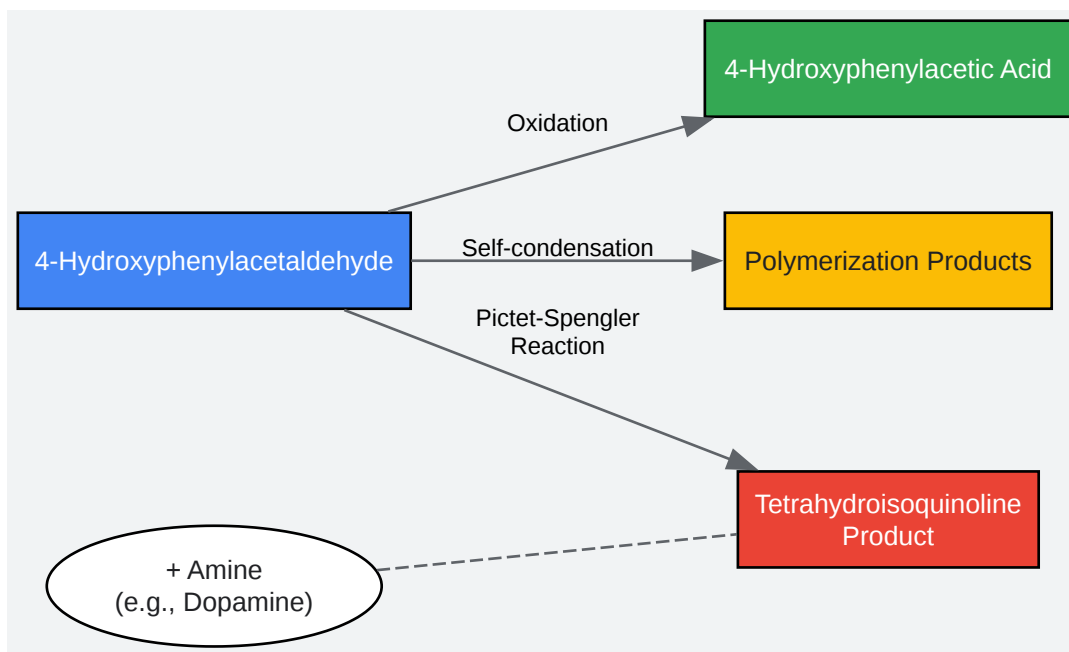 4-Hydroxyphenylacetic Acid
Oxidation
4-Hydroxyphenylacetaldehyde
Self-condensation
Polymerization Products
Pictet-Spengler
Reaction
Tetrahydroisoquinoline
Product
+ Amine
(e.g., Dopamine)